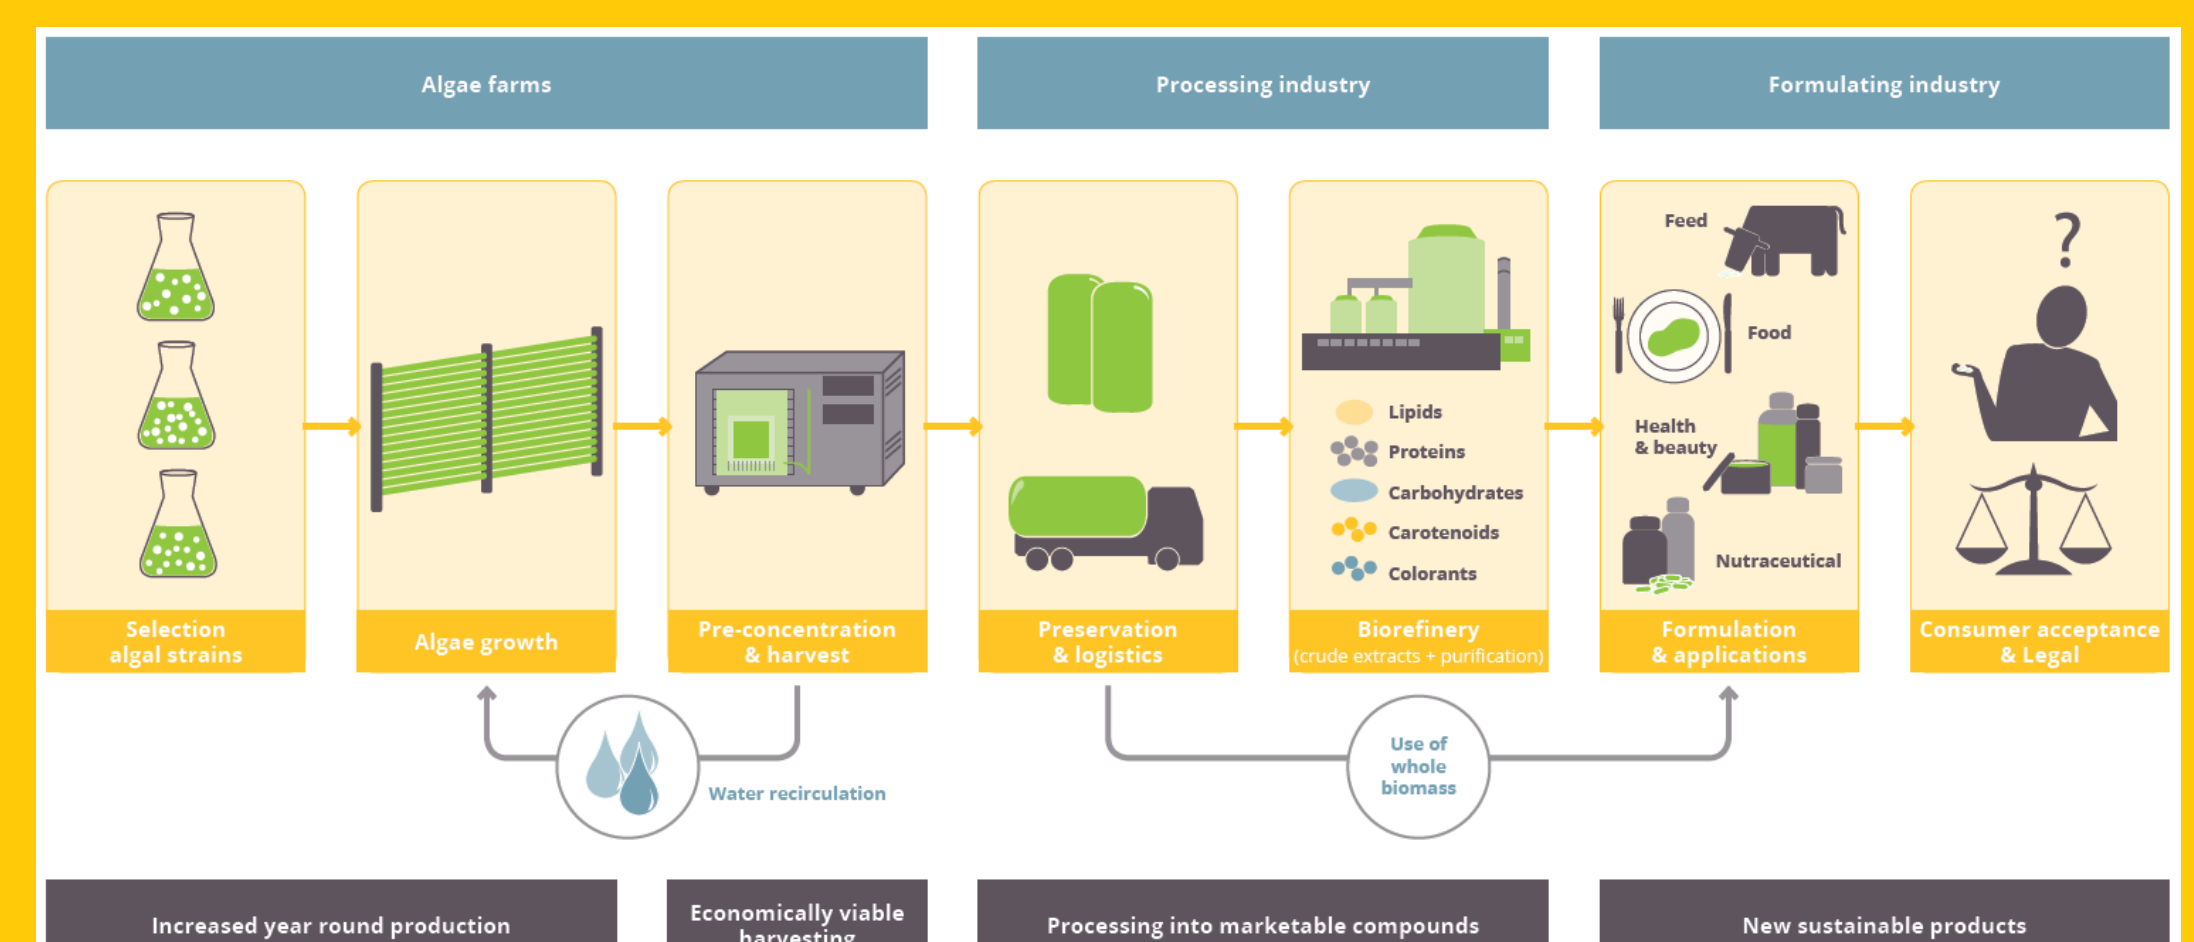 Algae farms
Processing industry
Formulating industry
Feed
Food
Health
& beauty
Nutraceutical
Lipids
Proteins
Carbohydrates
Carotenoids
Colorants
?
Selection
algal strains
Algae growth
Pre-concentration
& harvest
Preservation
& logistics
Biorefinery
(crude extracts + purification)
Formulation
& applications
Consumer acceptance
& Legal
Water recirculation
Use of
whole
biomass
Increased year round production
Economically viable
harvesting
Processing into marketable compounds
New sustainable products